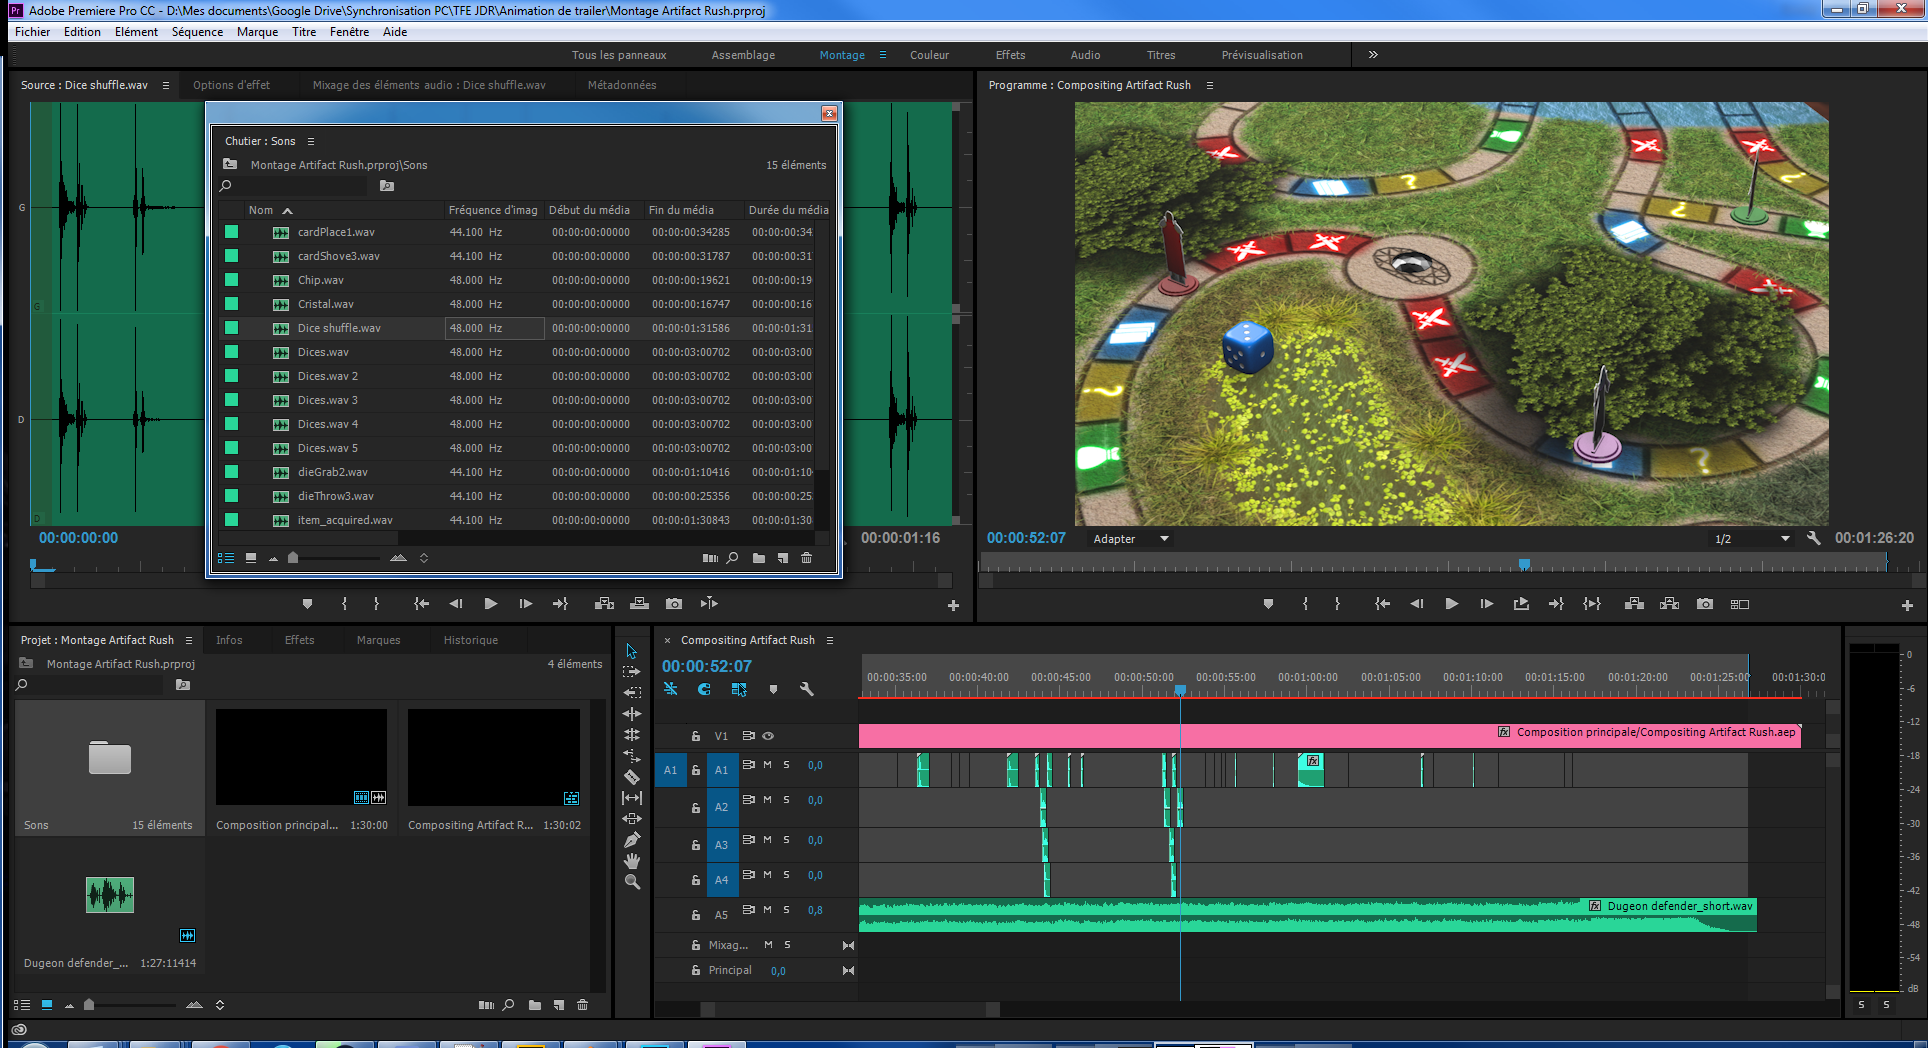 Pr Adobe Premiere Pro CC - D:\Mes documents\Google Drive\Synchronisation PC\TFE JDR\Animation de trailer\Montage Artifact Rush.prproj
Fichier Edition Elément Séquence Marque Titre Fenêtre Aide
Tous les panneaux Assemblage Montage Couleur Effets Audio Titres Prévisualisation
Source : Dice shuffle.wav Options d'effet Mixage des éléments audio : Dice shuffle.wav Métadonnées
G
D
G
D
00:00:00:00
00:00:01:16
Chutier : Sons
Montage Artifact Rush.prproj\Sons 15 éléments
Nom Fréquence d'imag Début du média Fin du média Durée du média
cardPlace1.wav 44.100 Hz 00:00:00:00000 00:00:00:34285 00:00:00:34
cardShove3.wav 44.100 Hz 00:00:00:00000 00:00:00:31787 00:00:00:31
Chip.wav 48.000 Hz 00:00:00:00000 00:00:00:19621 00:00:00:19
Cristal.wav 48.000 Hz 00:00:00:00000 00:00:00:16747 00:00:00:16
Dice shuffle.wav 48.000 Hz 00:00:00:00000 00:00:01:31586 00:00:01:31
Dices.wav 48.000 Hz 00:00:00:00000 00:00:03:00702 00:00:03:00
Dices.wav 2 48.000 Hz 00:00:00:00000 00:00:03:00702 00:00:03:00
Dices.wav 3 48.000 Hz 00:00:00:00000 00:00:03:00702 00:00:03:00
Dices.wav 4 48.000 Hz 00:00:00:00000 00:00:03:00702 00:00:03:00
Dices.wav 5 48.000 Hz 00:00:00:00000 00:00:03:00702 00:00:03:00
dieGrab2.wav 44.100 Hz 00:00:00:00000 00:00:01:10416 00:00:01:10
dieThrow3.wav 44.100 Hz 00:00:00:00000 00:00:00:25356 00:00:00:25
item_acquired.wav 44.100 Hz 00:00:00:00000 00:00:01:30843 00:00:01:30
Programme : Compositing Artifact Rush
?
?
?
?
00:00:52:07 Adapter 1/2 00:01:26:20
Projet : Montage Artifact Rush Infos Effets Marques Historique
Montage Artifact Rush.prproj 4 éléments
Sons 15 éléments
Composition principal... 1:30:00
Compositing Artifact R... 1:30:02
Dugeon defender_... 1:27:11414
Compositing Artifact Rush
00:00:52:07
00:00:35:00 00:00:40:00 00:00:45:00 00:00:50:00 00:00:55:00 00:01:00:00 00:01:05:00 00:01:10:00 00:01:15:00 00:01:20:00 00:01:25:00 00:01:30:0
V1 fx Composition principale/Compositing Artifact Rush.aep
A1 A1 M S 0,0 fx
A2 M S 0,0
A3 M S 0,0
A4 M S 0,0
A5 M S 0,8 fx Dugeon defender_short.wav
Mixag... M S
Principal 0,0
0
-6
-12
-18
-24
-30
-36
-42
-48
-54
dB
S S